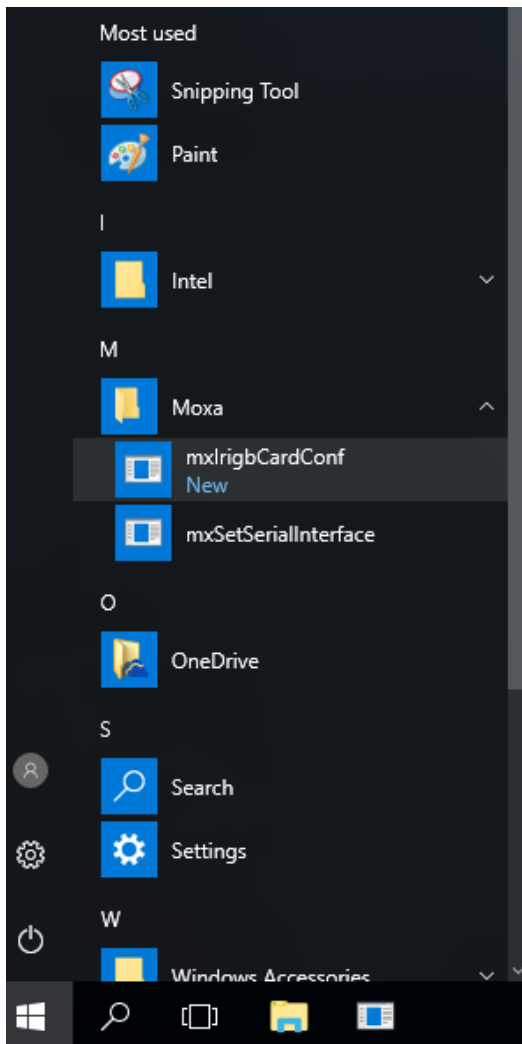 Most used
Snipping Tool
Paint
I
Intel
M
Moxa
mxIrigbCardConf
New
mxSetSerialInterface
O
OneDrive
S
Search
Settings
W
Windows Accessories